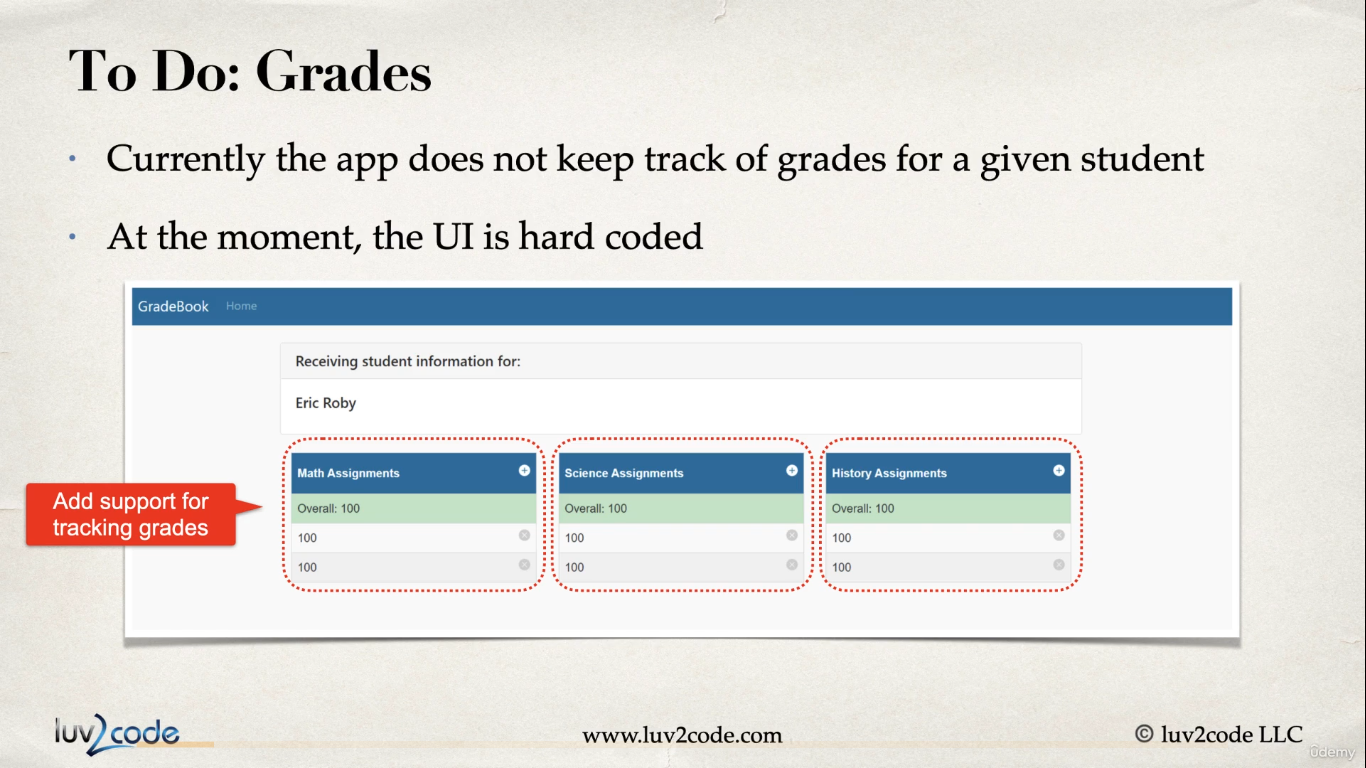 To Do: Grades
• Currently the app does not keep track of grades for a given student
• At the moment, the UI is hard coded
GradeBook Home
Receiving student information for:
Eric Roby
Add support for
tracking grades
Math Assignments
Overall: 100
100
100
Science Assignments
Overall: 100
100
100
History Assignments
Overall: 100
100
100
luv2code
www.luv2code.com
© luv2code LLC
ûdemy